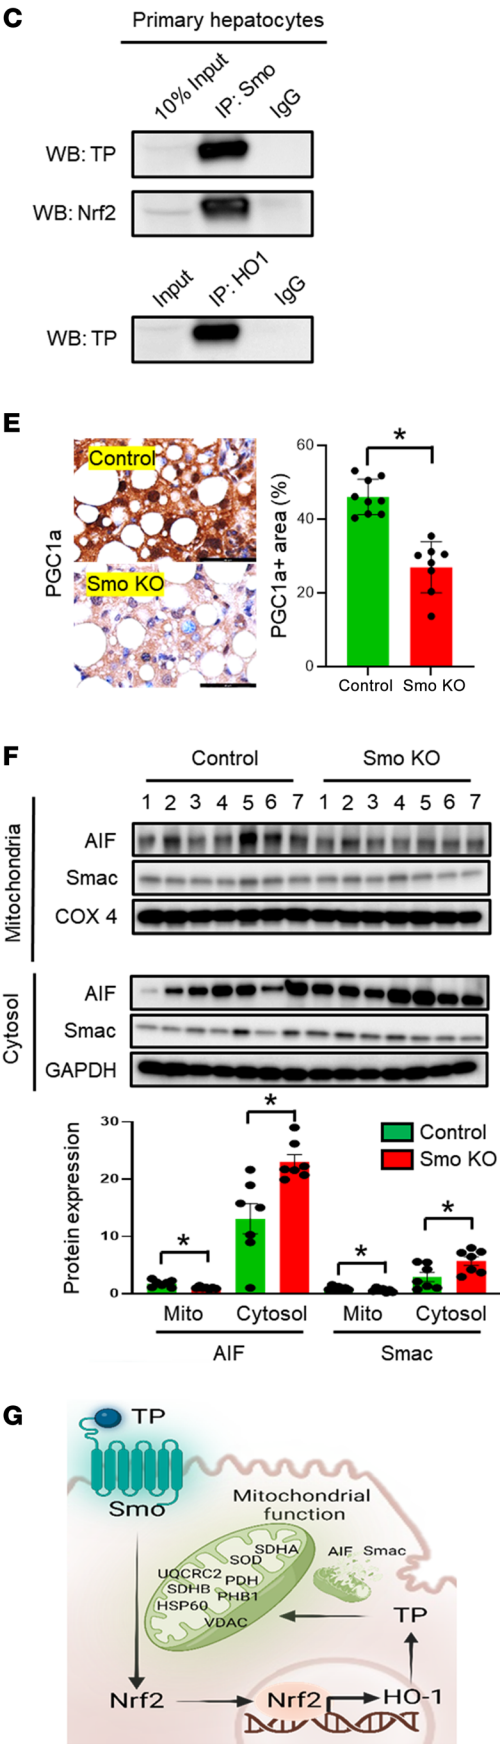 C
Primary hepatocytes
10% Input IP: Smo IgG
WB: TP
WB: Nrf2
Input IP: HO1 IgG
WB: TP
E
PGC1a
Control
Smo KO
PGC1a+ area (%)
60
40
20
0
*
Control Smo KO
F
Control Smo KO
1 2 3 4 5 6 7 1 2 3 4 5 6 7
Mitochondria
AIF
Smac
COX 4
Cytosol
AIF
Smac
GAPDH
Protein expression
30
20
10
0
* * * *
Control
Smo KO
Mito Cytosol Mito Cytosol
AIF Smac
G
TP
Smo
Mitochondrial
function
SDHA
SOD
UQCRC2
PDH
SDHB
PHB1
HSP60
VDAC
AIF Smac
TP
Nrf2 Nrf2 HO-1